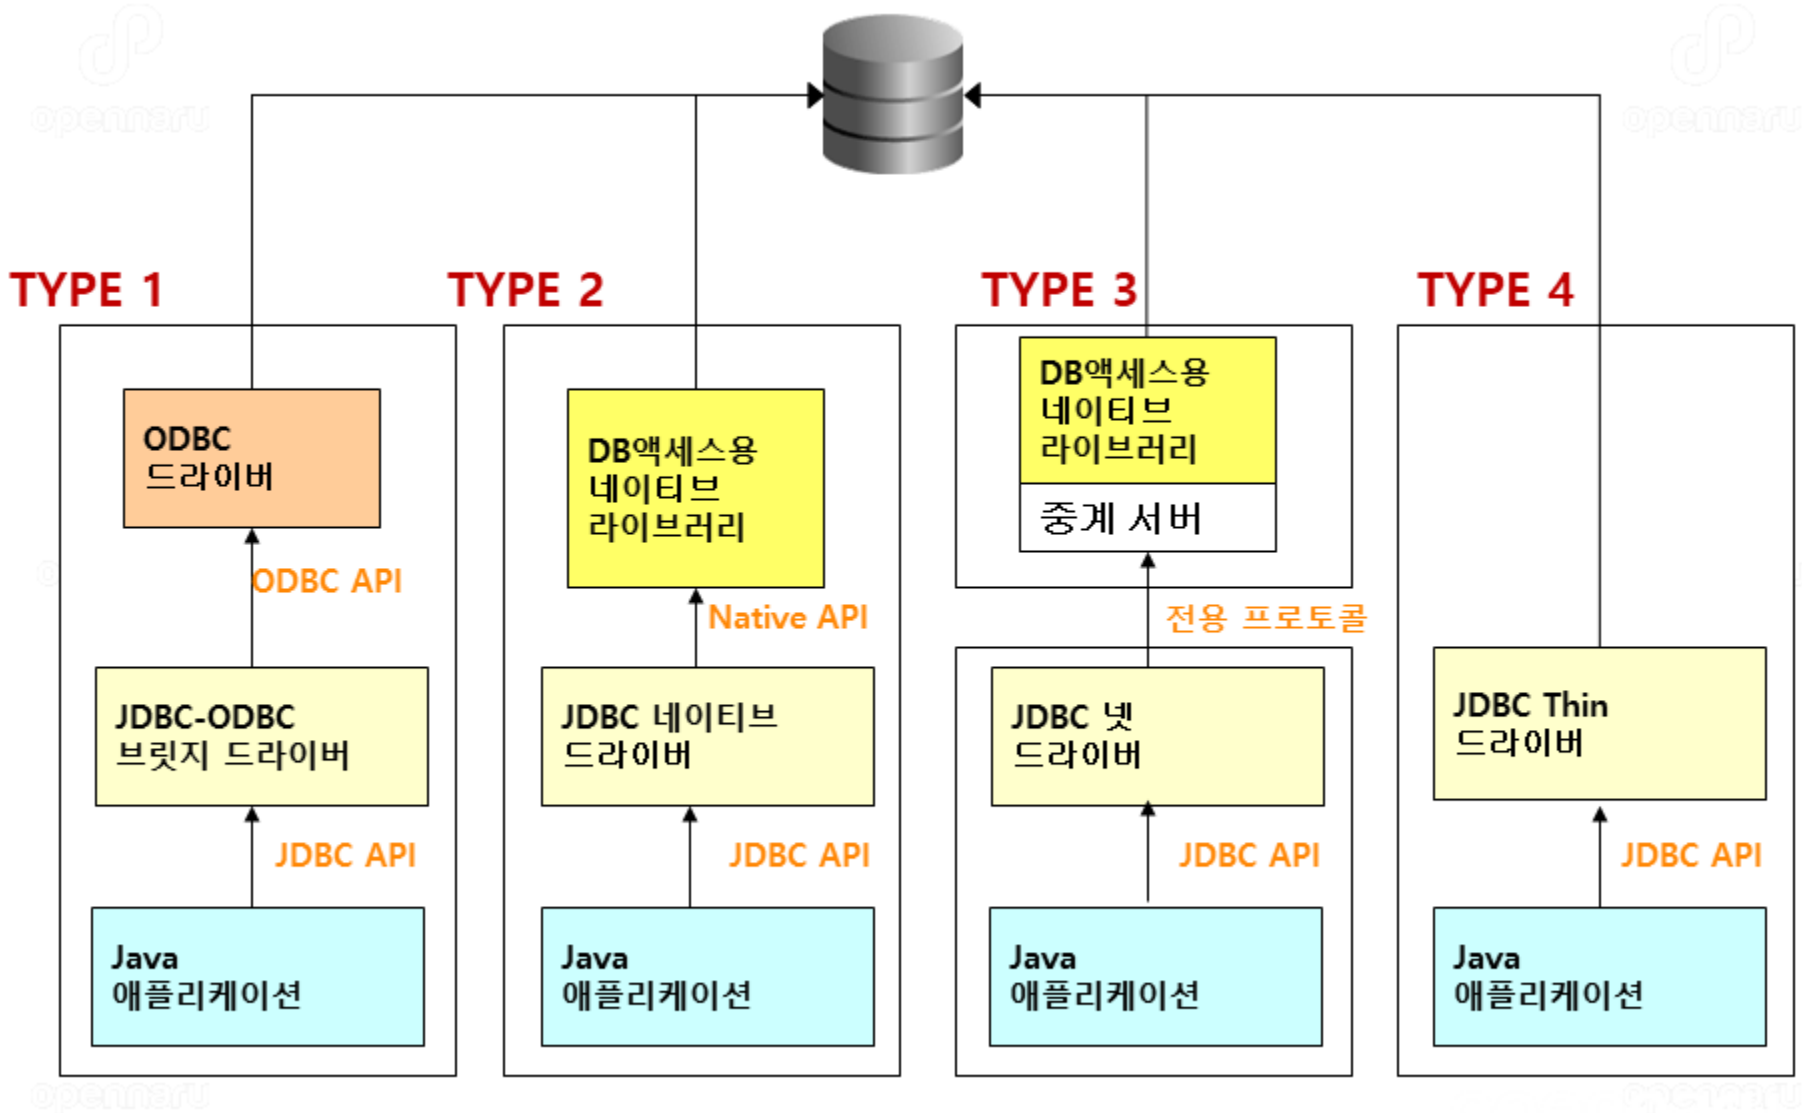 opennaru
opennaru
TYPE 1
TYPE 2
TYPE 3
TYPE 4
ODBC
드라이버
ODBC API
JDBC-ODBC
브릿지 드라이버
JDBC API
Java
애플리케이션
DB액세스용
네이티브
라이브러리
Native API
JDBC 네이티브
드라이버
JDBC API
Java
애플리케이션
DB액세스용
네이티브
라이브러리
중계 서버
전용 프로토콜
JDBC 넷
드라이버
JDBC API
Java
애플리케이션
JDBC Thin
드라이버
JDBC API
Java
애플리케이션
opennaru
opennaru